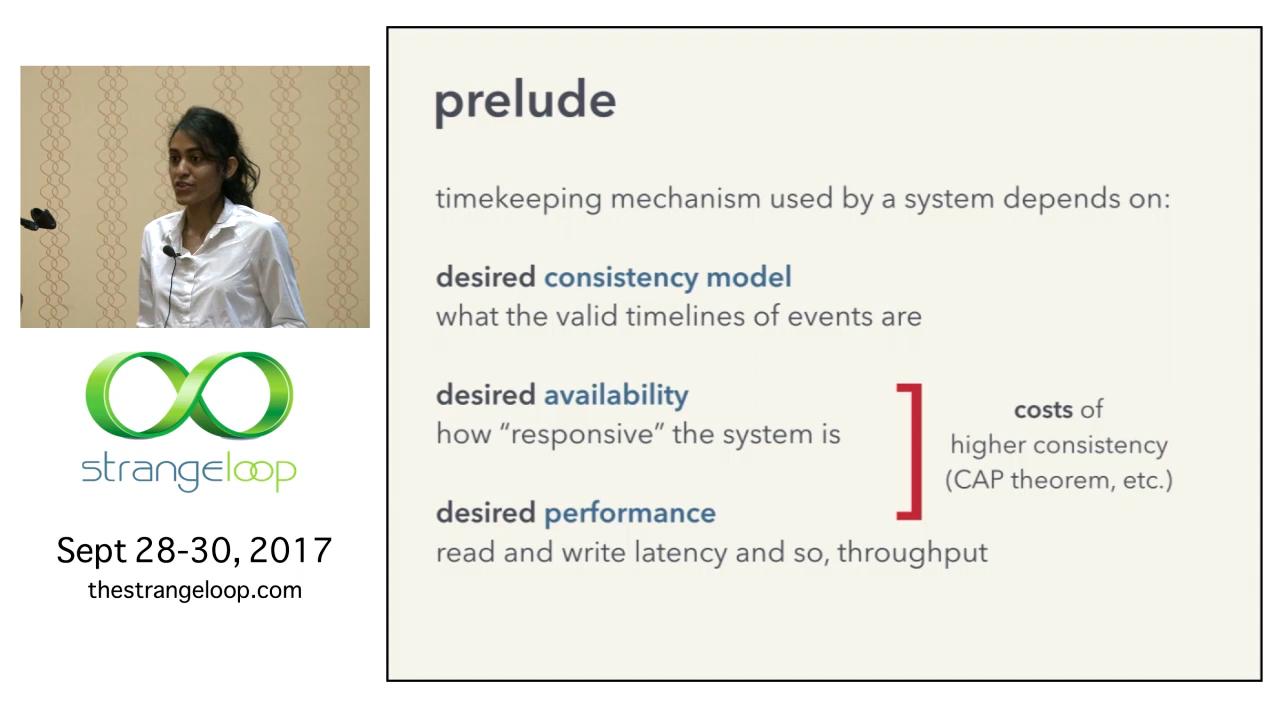 strangeloop
Sept 28-30, 2017
thestrangeloop.com
prelude
timekeeping mechanism used by a system depends on:
desired consistency model
what the valid timelines of events are
desired availability
how “responsive” the system is
desired performance
read and write latency and so, throughput
costs of
higher consistency
(CAP theorem, etc.)